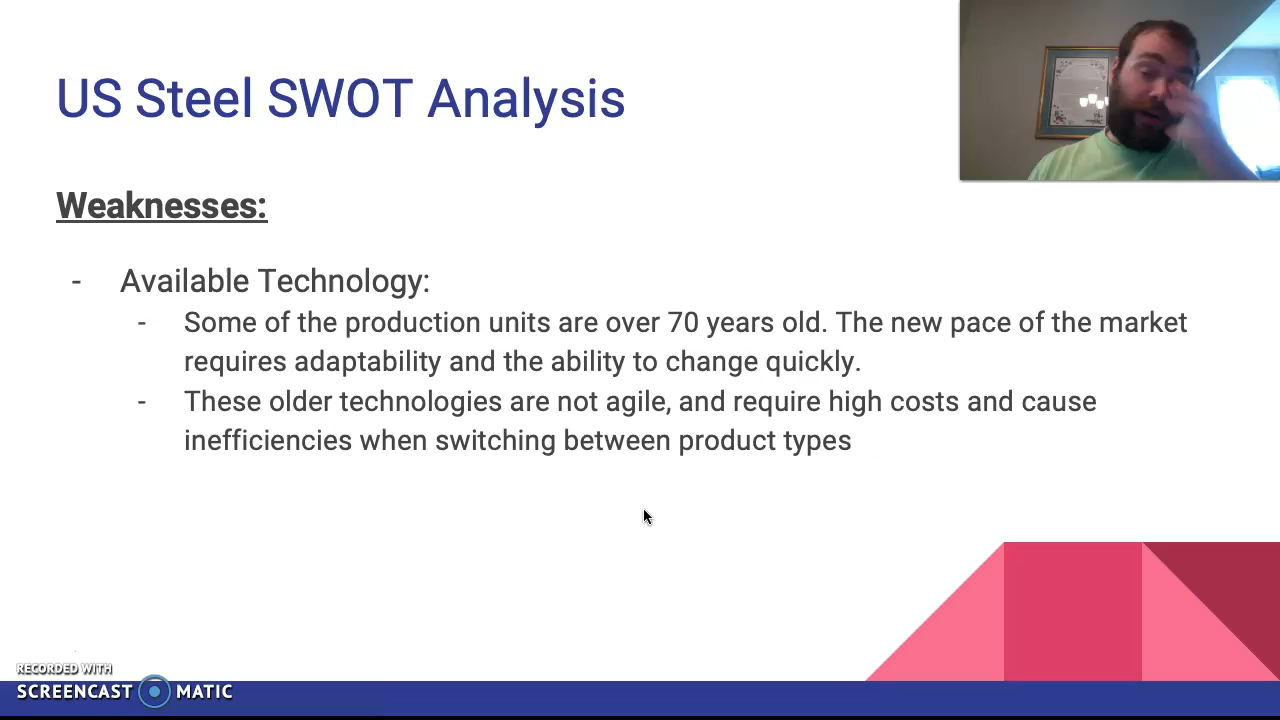 US Steel SWOT Analysis
Weaknesses:
- Available Technology:
- Some of the production units are over 70 years old. The new pace of the market
requires adaptability and the ability to change quickly.
- These older technologies are not agile, and require high costs and cause
inefficiencies when switching between product types
RECORDED WITH
SCREENCAST MATIC